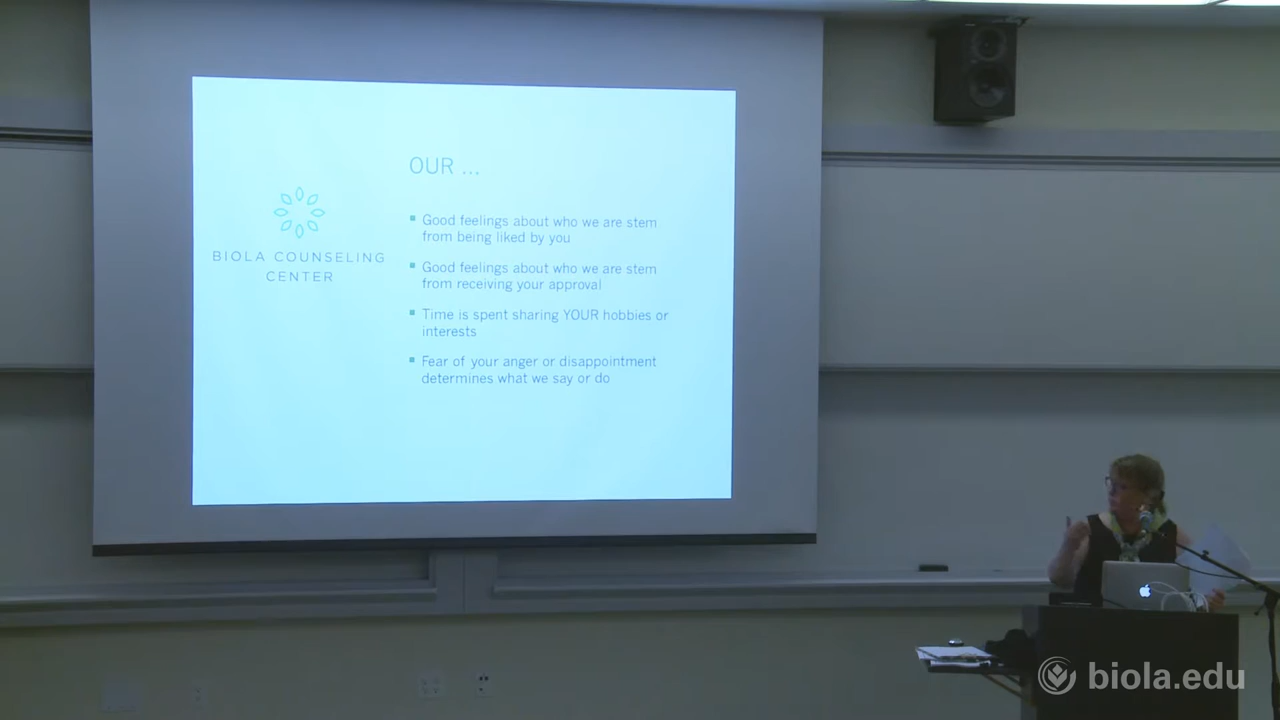 OUR ...
Good feelings about who we are stem
from being liked by you
BIOLA COUNSELING
CENTER
Good feelings about who we are stem
from receiving your approval
Time is spent sharing YOUR hobbies or
interests
Fear of your anger or disappointment
determines what we say or do
biola.edu